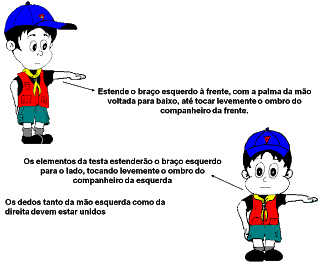 Estende o braço esquerdo à frente, com a palma da mão
voltada para baixo, até tocar levemente o ombro do
companheiro da frente.
Os elementos da testa estenderão o braço esquerdo
para o lado, tocando levemente o ombro do
companheiro da esquerda
Os dedos tanto da mão esquerda como da
direita devem estar unidos